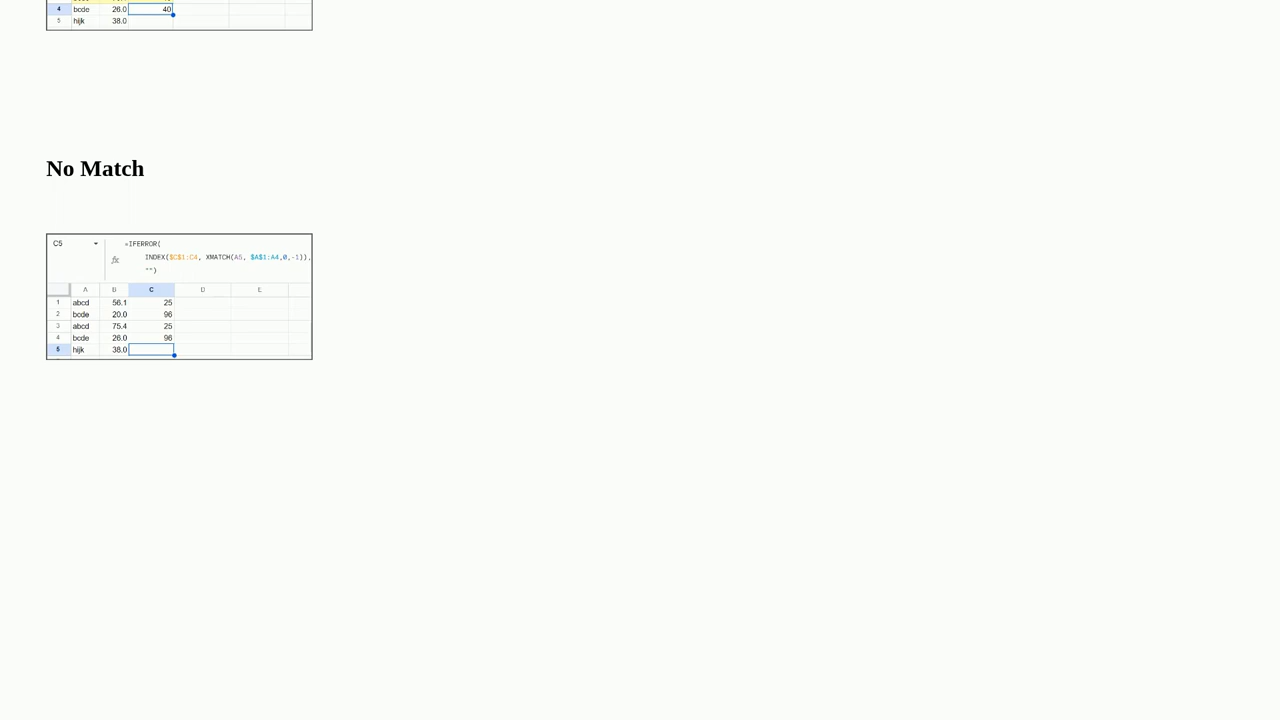 4 bcde 26.0 40
5 hijk 38.0
No Match
C5 =IFERROR(
fx INDEX($C$1:C4, XMATCH(A5, $A$1:A4,0,-1)),
"")
A B C D E
1 abcd 56.1 25
2 bcde 20.0 96
3 abcd 75.4 25
4 bcde 26.0 96
5 hijk 38.0